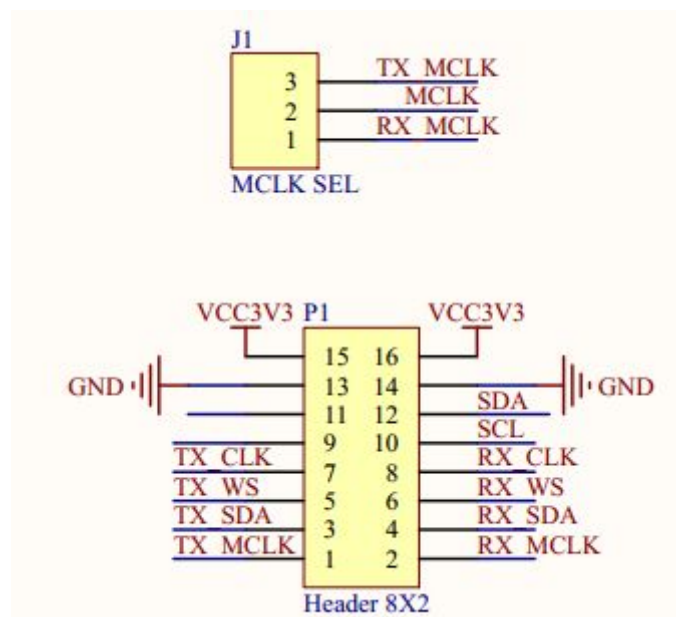 J1
3 TX_MCLK
2 MCLK
1 RX_MCLK
MCLK SEL
VCC3V3 P1 VCC3V3
15 16
GND 13 14 GND
11 12 SDA
9 10 SCL
TX_CLK 7 8 RX_CLK
TX_WS 5 6 RX_WS
TX_SDA 3 4 RX_SDA
TX_MCLK 1 2 RX_MCLK
Header 8X2